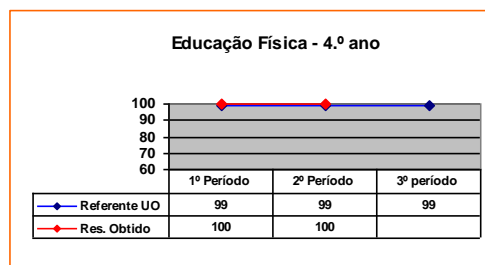 Educação Física - 4.º ano
100
90
80
70
60
1º Período 2º Período 3º período
Referente UO 99 99 99
Res. Obtido 100 100